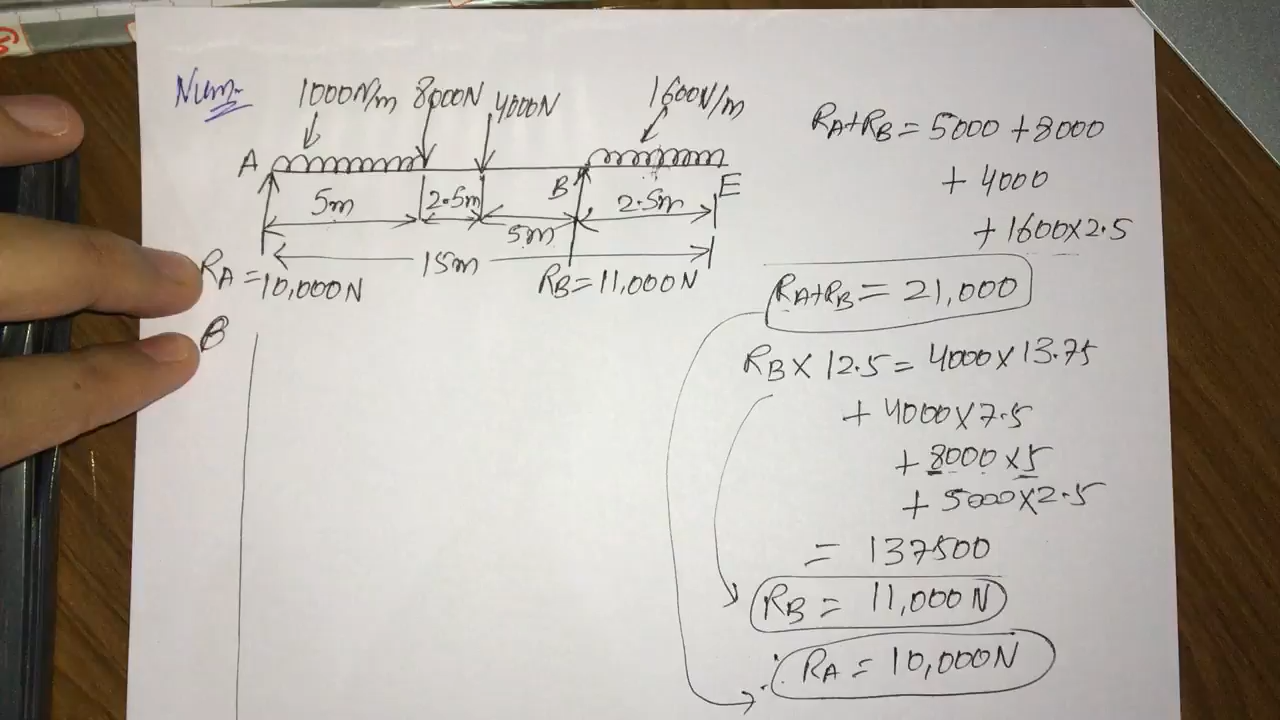 Num-
1000N/m 8000N 4000N 1600N/m
A B E
5m 2.5m 5m 2.5m
15m
RA = 10,000N RB = 11,000N
B
RA+RB = 5000 + 8000
+ 4000
+ 1600×2.5
RA+RB = 21,000
RB × 12.5 = 4000×13.75
+ 4000×7.5
+ 8000×5
+ 5000×2.5
= 137500
RB = 11,000N
RA = 10,000N